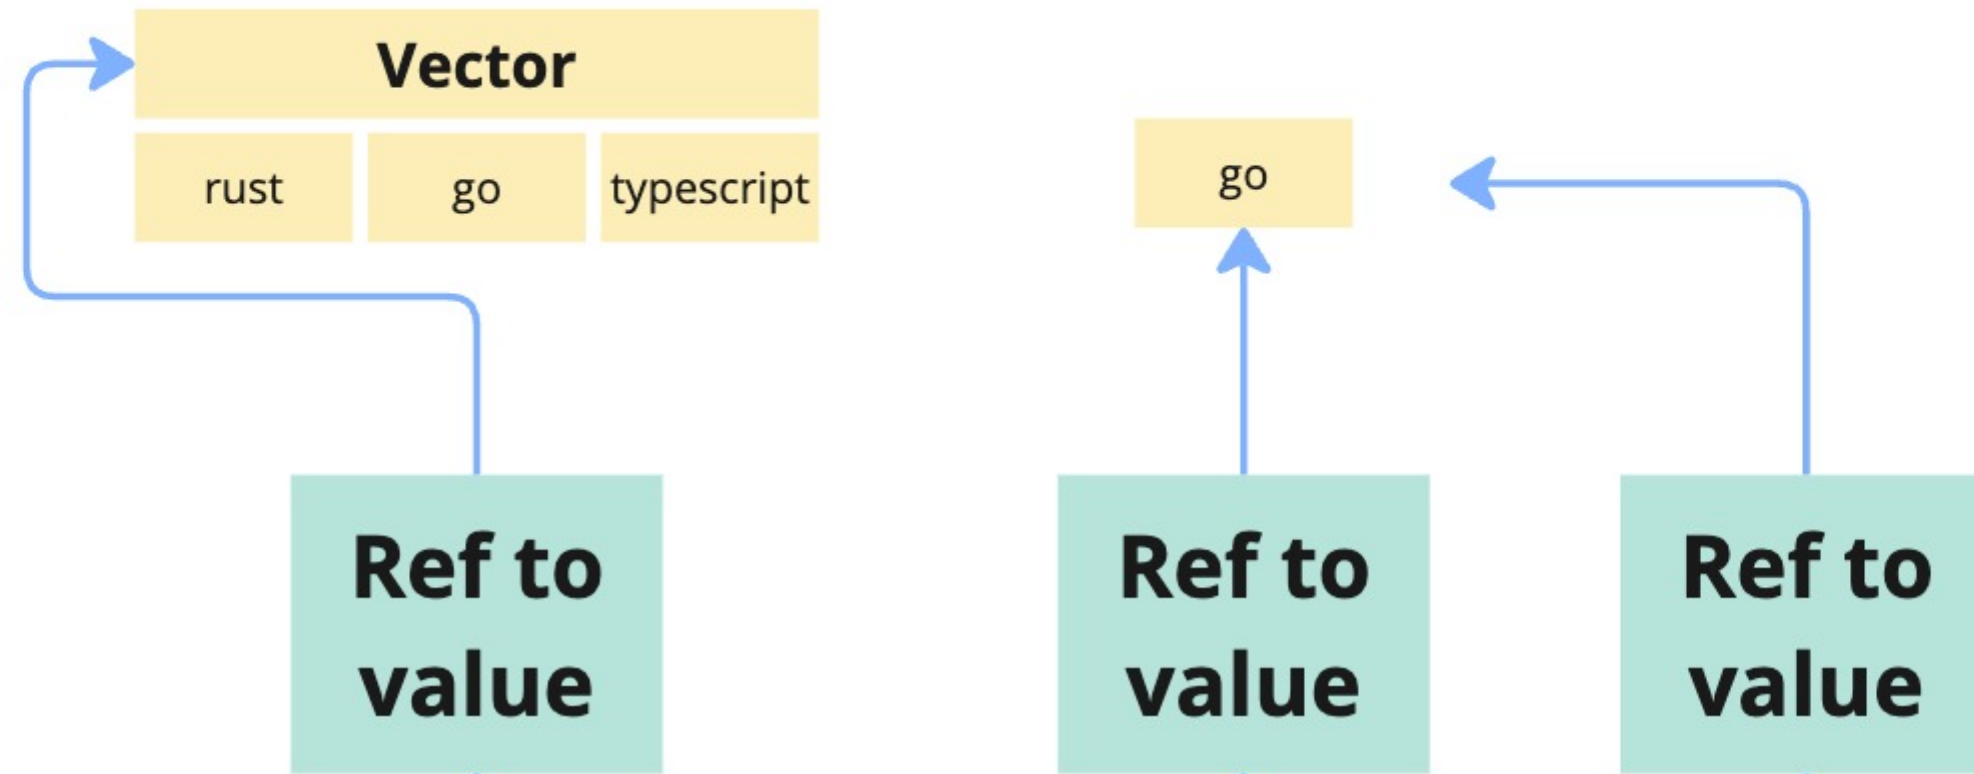 Vector
rust go typescript
go
Ref to
value
Ref to
value
Ref to
value